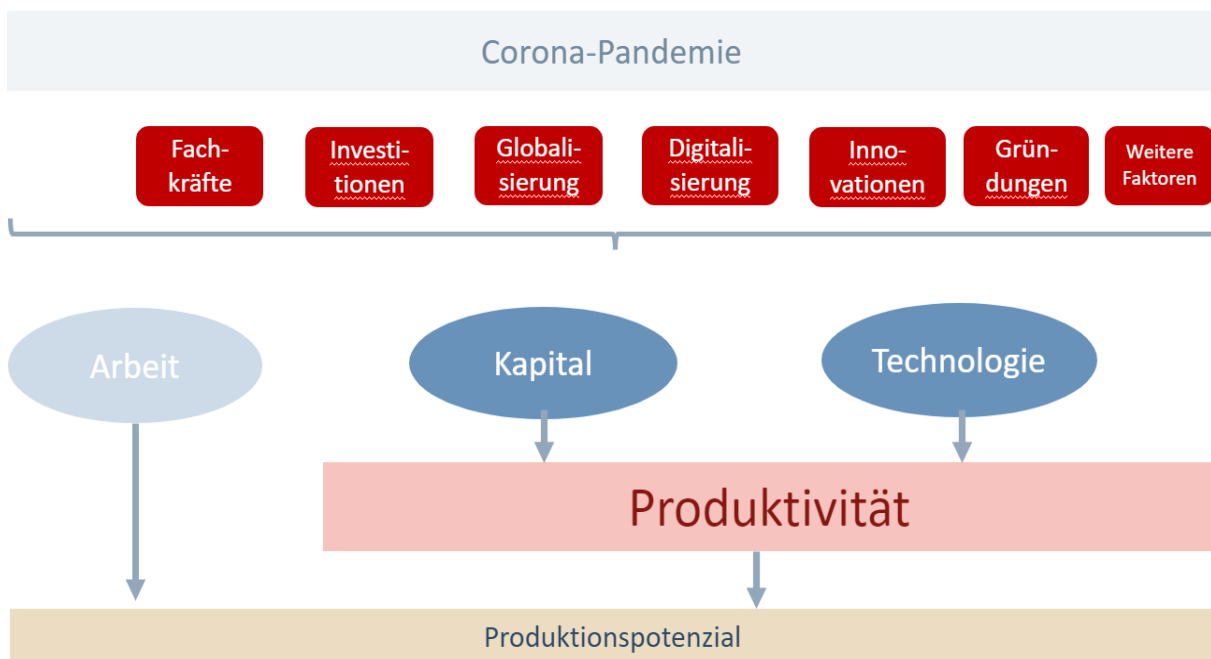 Corona-Pandemie
Fach-
kräfte
Investi-
tionen
Globali-
sierung
Digitali-
sierung
Inno-
vationen
Grün-
dungen
Weitere
Faktoren
Arbeit
Kapital
Technologie
Produktivität
Produktionspotenzial